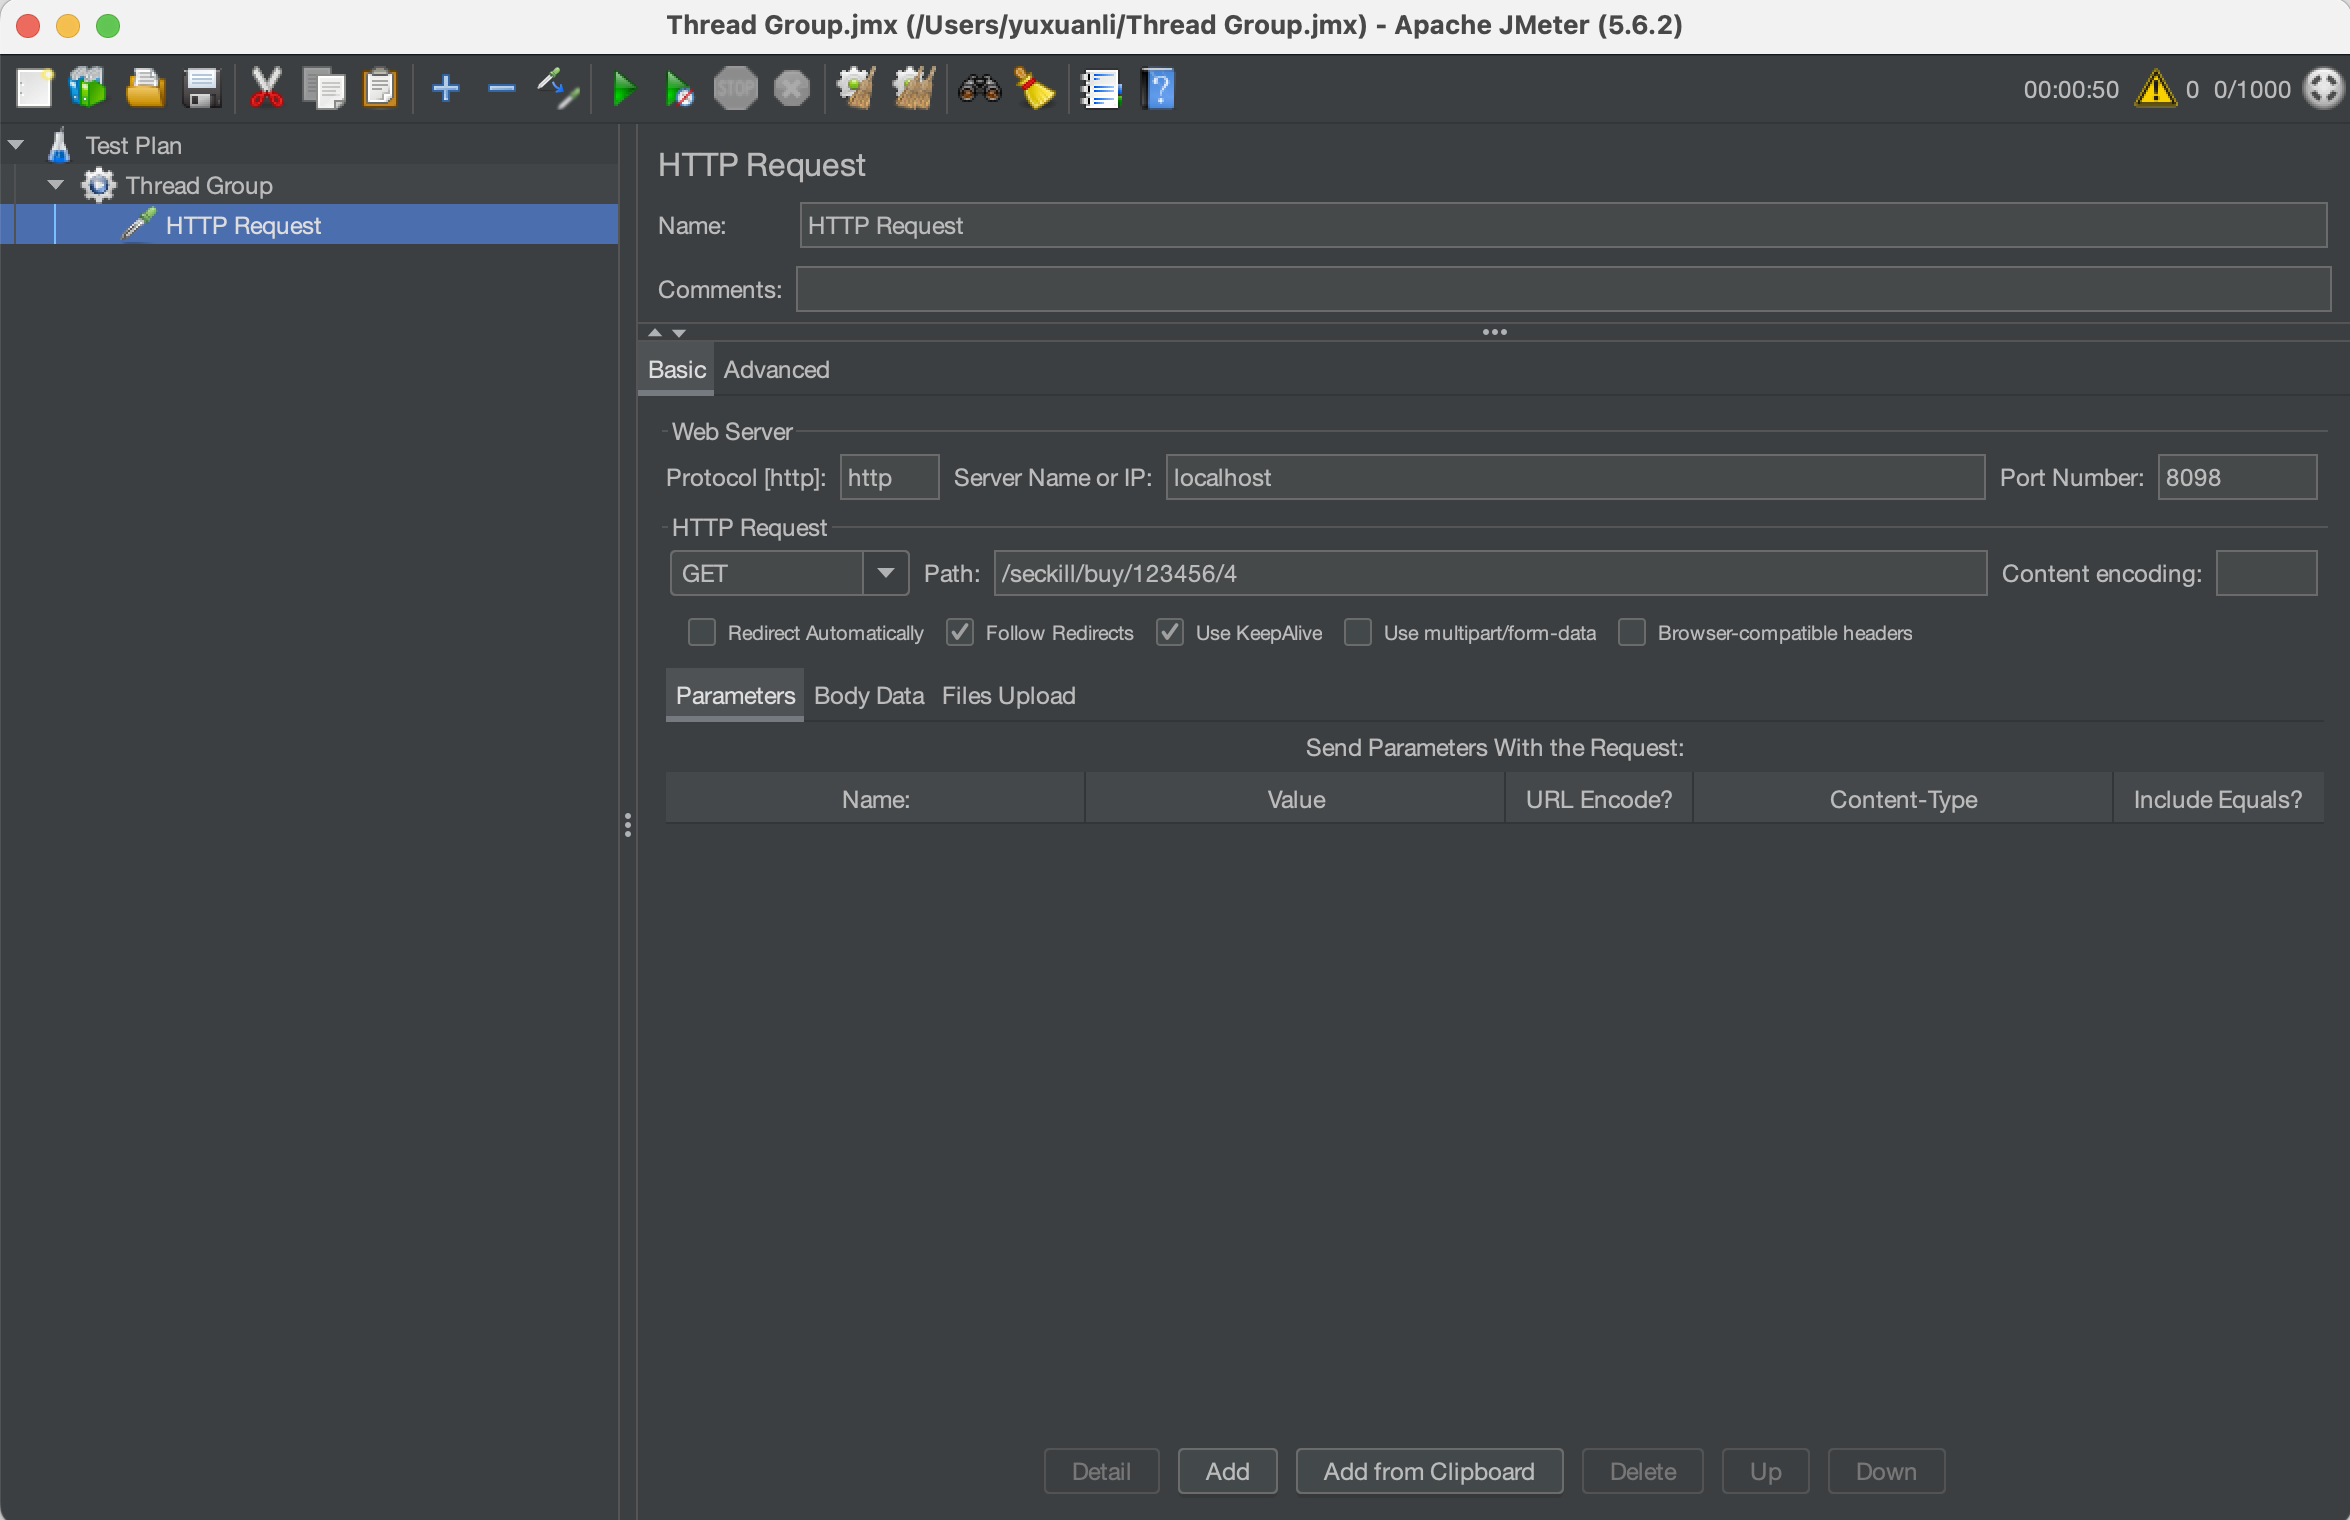 Thread Group.jmx (/Users/yuxuanli/Thread Group.jmx) - Apache JMeter (5.6.2)
STOP
00:00:50 0 0/1000
Test Plan
Thread Group
HTTP Request
HTTP Request
Name: HTTP Request
Comments:
Basic Advanced
Web Server
Protocol [http]: http Server Name or IP: localhost Port Number: 8098
HTTP Request
GET Path: /seckill/buy/123456/4 Content encoding:
Redirect Automatically Follow Redirects Use KeepAlive Use multipart/form-data Browser-compatible headers
Parameters Body Data Files Upload
Send Parameters With the Request:
Name: Value URL Encode? Content-Type Include Equals?
Detail Add Add from Clipboard Delete Up Down